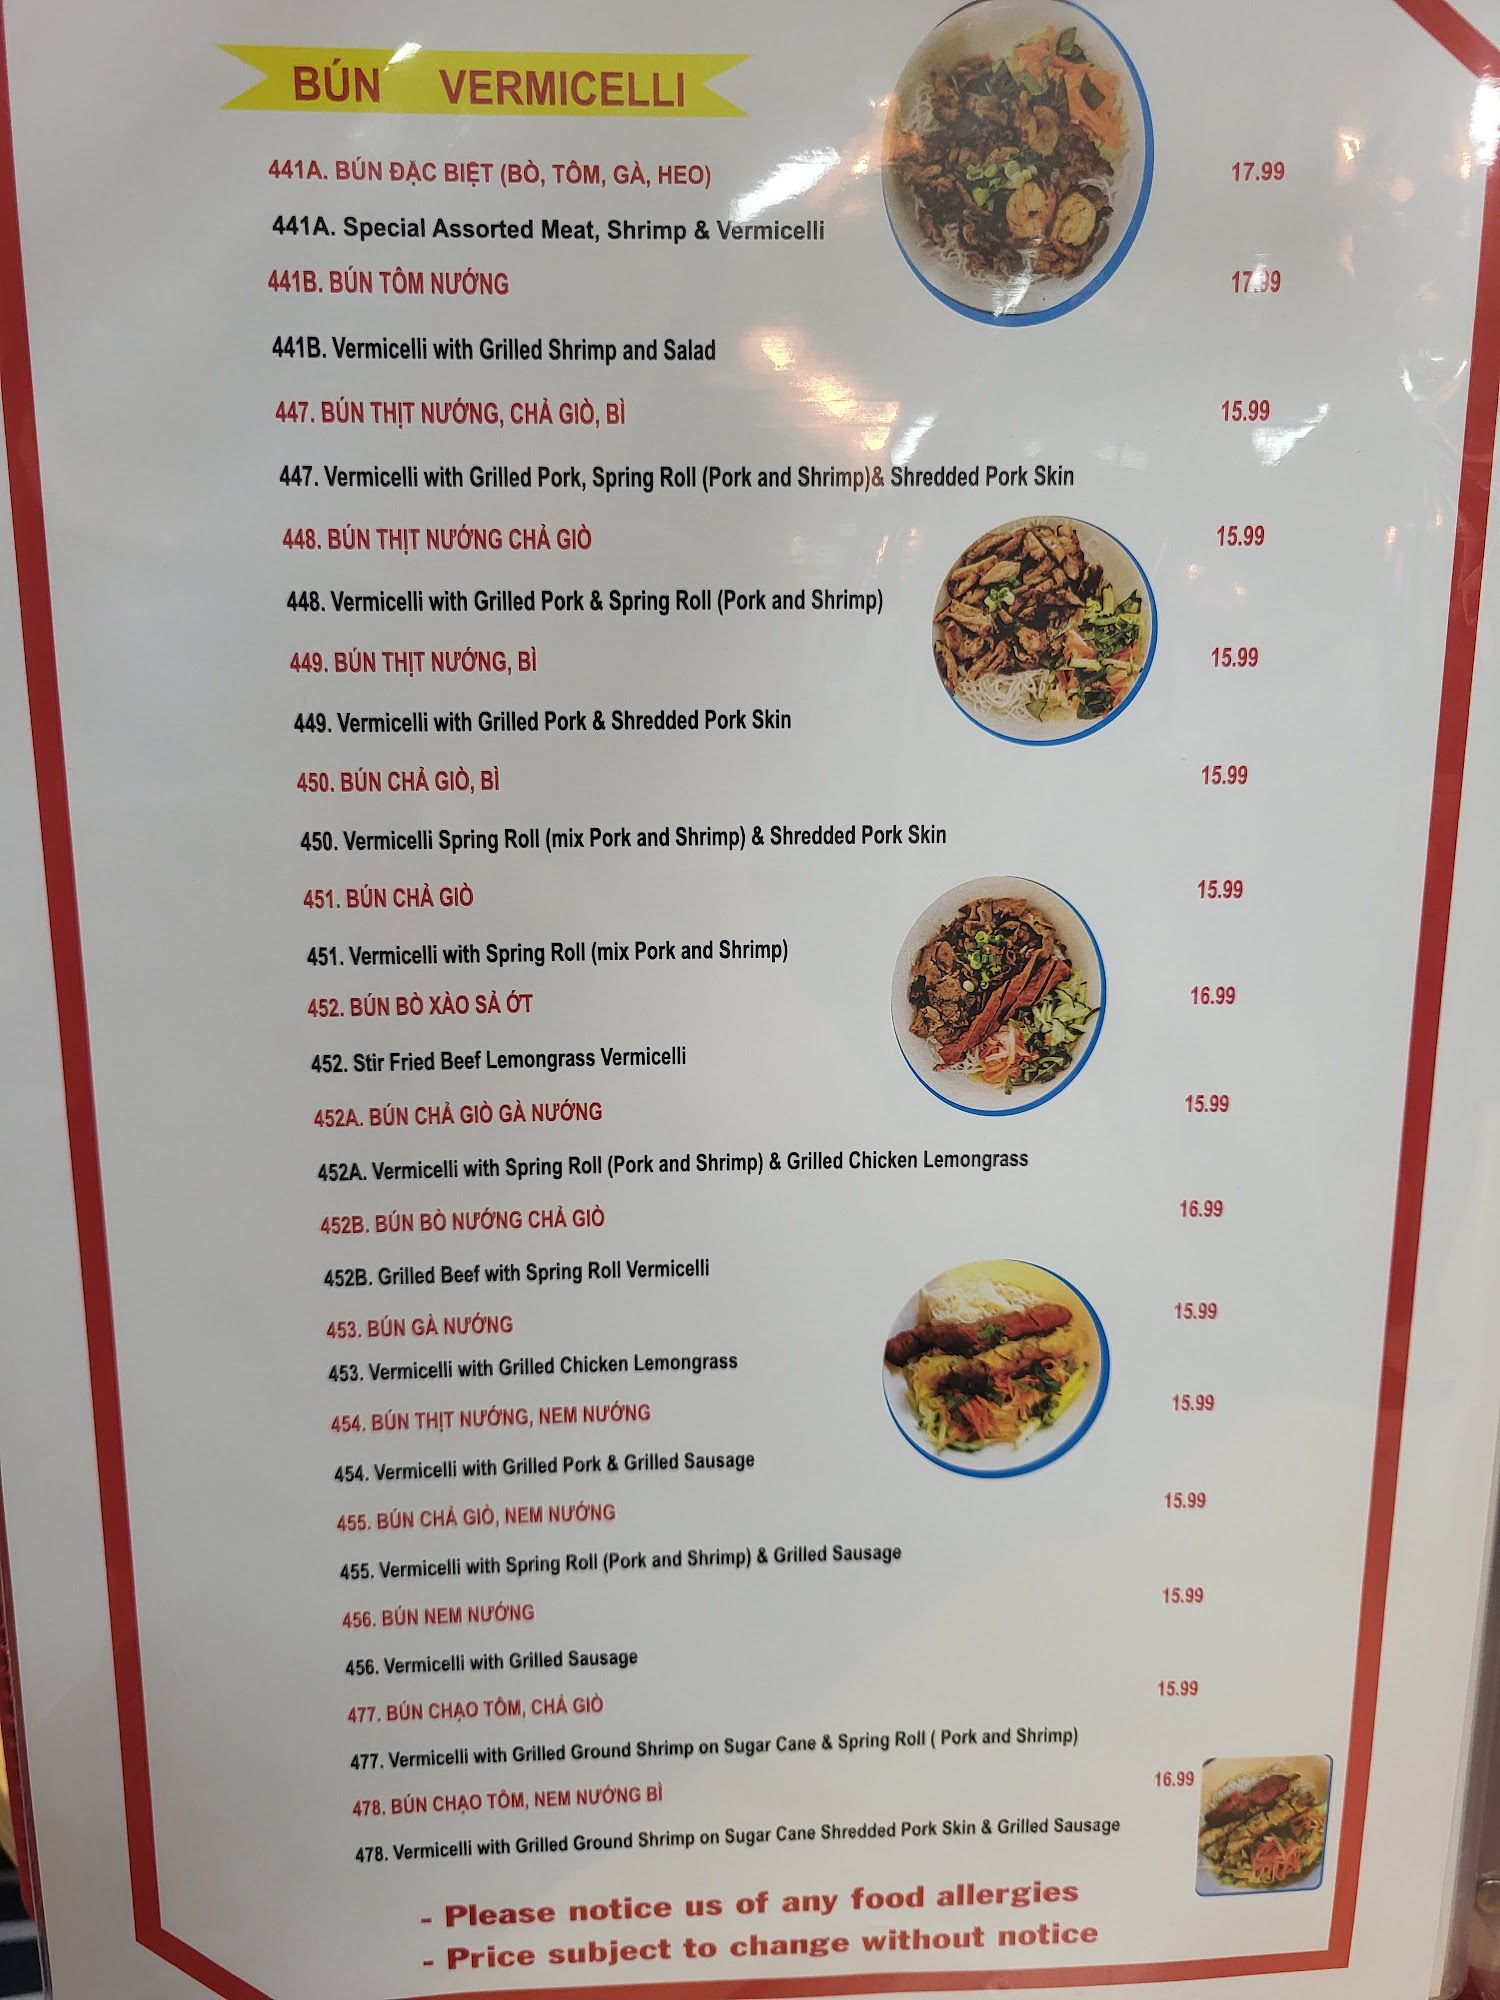 BÚN VERMICELLI
441A. BÚN ĐẶC BIỆT (BÒ, TÔM, GÀ, HEO) 17.99
441A. Special Assorted Meat, Shrimp & Vermicelli
441B. BÚN TÔM NƯỚNG 17.99
441B. Vermicelli with Grilled Shrimp and Salad
447. BÚN THỊT NƯỚNG, CHẢ GIÒ, BÌ 15.99
447. Vermicelli with Grilled Pork, Spring Roll (Pork and Shrimp)& Shredded Pork Skin
448. BÚN THỊT NƯỚNG CHẢ GIÒ 15.99
448. Vermicelli with Grilled Pork & Spring Roll (Pork and Shrimp)
449. BÚN THỊT NƯỚNG, BÌ 15.99
449. Vermicelli with Grilled Pork & Shredded Pork Skin
450. BÚN CHẢ GIÒ, BÌ 15.99
450. Vermicelli Spring Roll (mix Pork and Shrimp) & Shredded Pork Skin
451. BÚN CHẢ GIÒ 15.99
451. Vermicelli with Spring Roll (mix Pork and Shrimp)
452. BÚN BÒ XÀO SẢ ỚT 16.99
452. Stir Fried Beef Lemongrass Vermicelli
452A. BÚN CHẢ GIÒ GÀ NƯỚNG 15.99
452A. Vermicelli with Spring Roll (Pork and Shrimp) & Grilled Chicken Lemongrass
452B. BÚN BÒ NƯỚNG CHẢ GIÒ 16.99
452B. Grilled Beef with Spring Roll Vermicelli
453. BÚN GÀ NƯỚNG 15.99
453. Vermicelli with Grilled Chicken Lemongrass
454. BÚN THỊT NƯỚNG, NEM NƯỚNG 15.99
454. Vermicelli with Grilled Pork & Grilled Sausage
455. BÚN CHẢ GIÒ, NEM NƯỚNG 15.99
455. Vermicelli with Spring Roll (Pork and Shrimp) & Grilled Sausage
456. BÚN NEM NƯỚNG 15.99
456. Vermicelli with Grilled Sausage
477. BÚN CHẠO TÔM, CHẢ GIÒ 15.99
477. Vermicelli with Grilled Ground Shrimp on Sugar Cane & Spring Roll ( Pork and Shrimp)
478. BÚN CHẠO TÔM, NEM NƯỚNG BÌ 16.99
478. Vermicelli with Grilled Ground Shrimp on Sugar Cane Shredded Pork Skin & Grilled Sausage
- Please notice us of any food allergies
- Price subject to change without notice